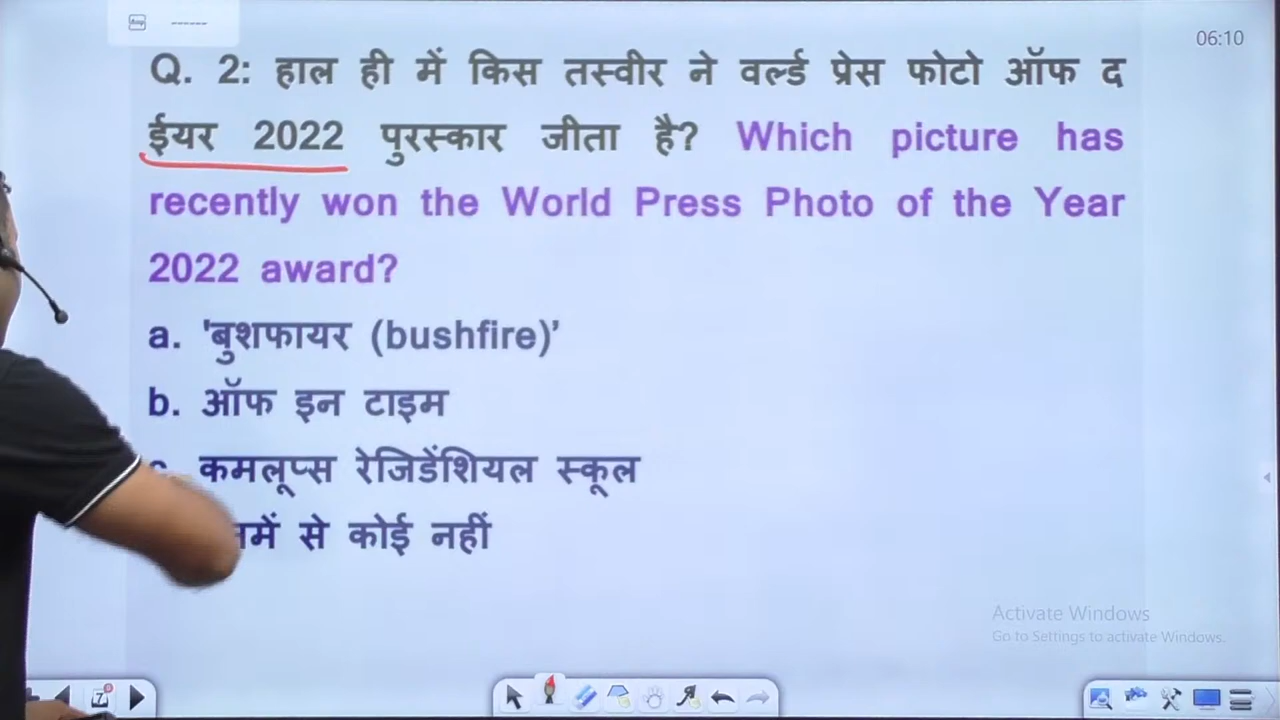 06:10
Q. 2: हाल ही में किस तस्वीर ने वर्ल्ड प्रेस फोटो ऑफ द
ईयर 2022 पुरस्कार जीता है? Which picture has
recently won the World Press Photo of the Year
2022 award?
a. 'बुशफायर (bushfire)’
b. ऑफ इन टाइम
कमलूप्स रेजिडेंशियल स्कूल
से कोई नहीं
Activate Windows
Go to Settings to activate Windows.